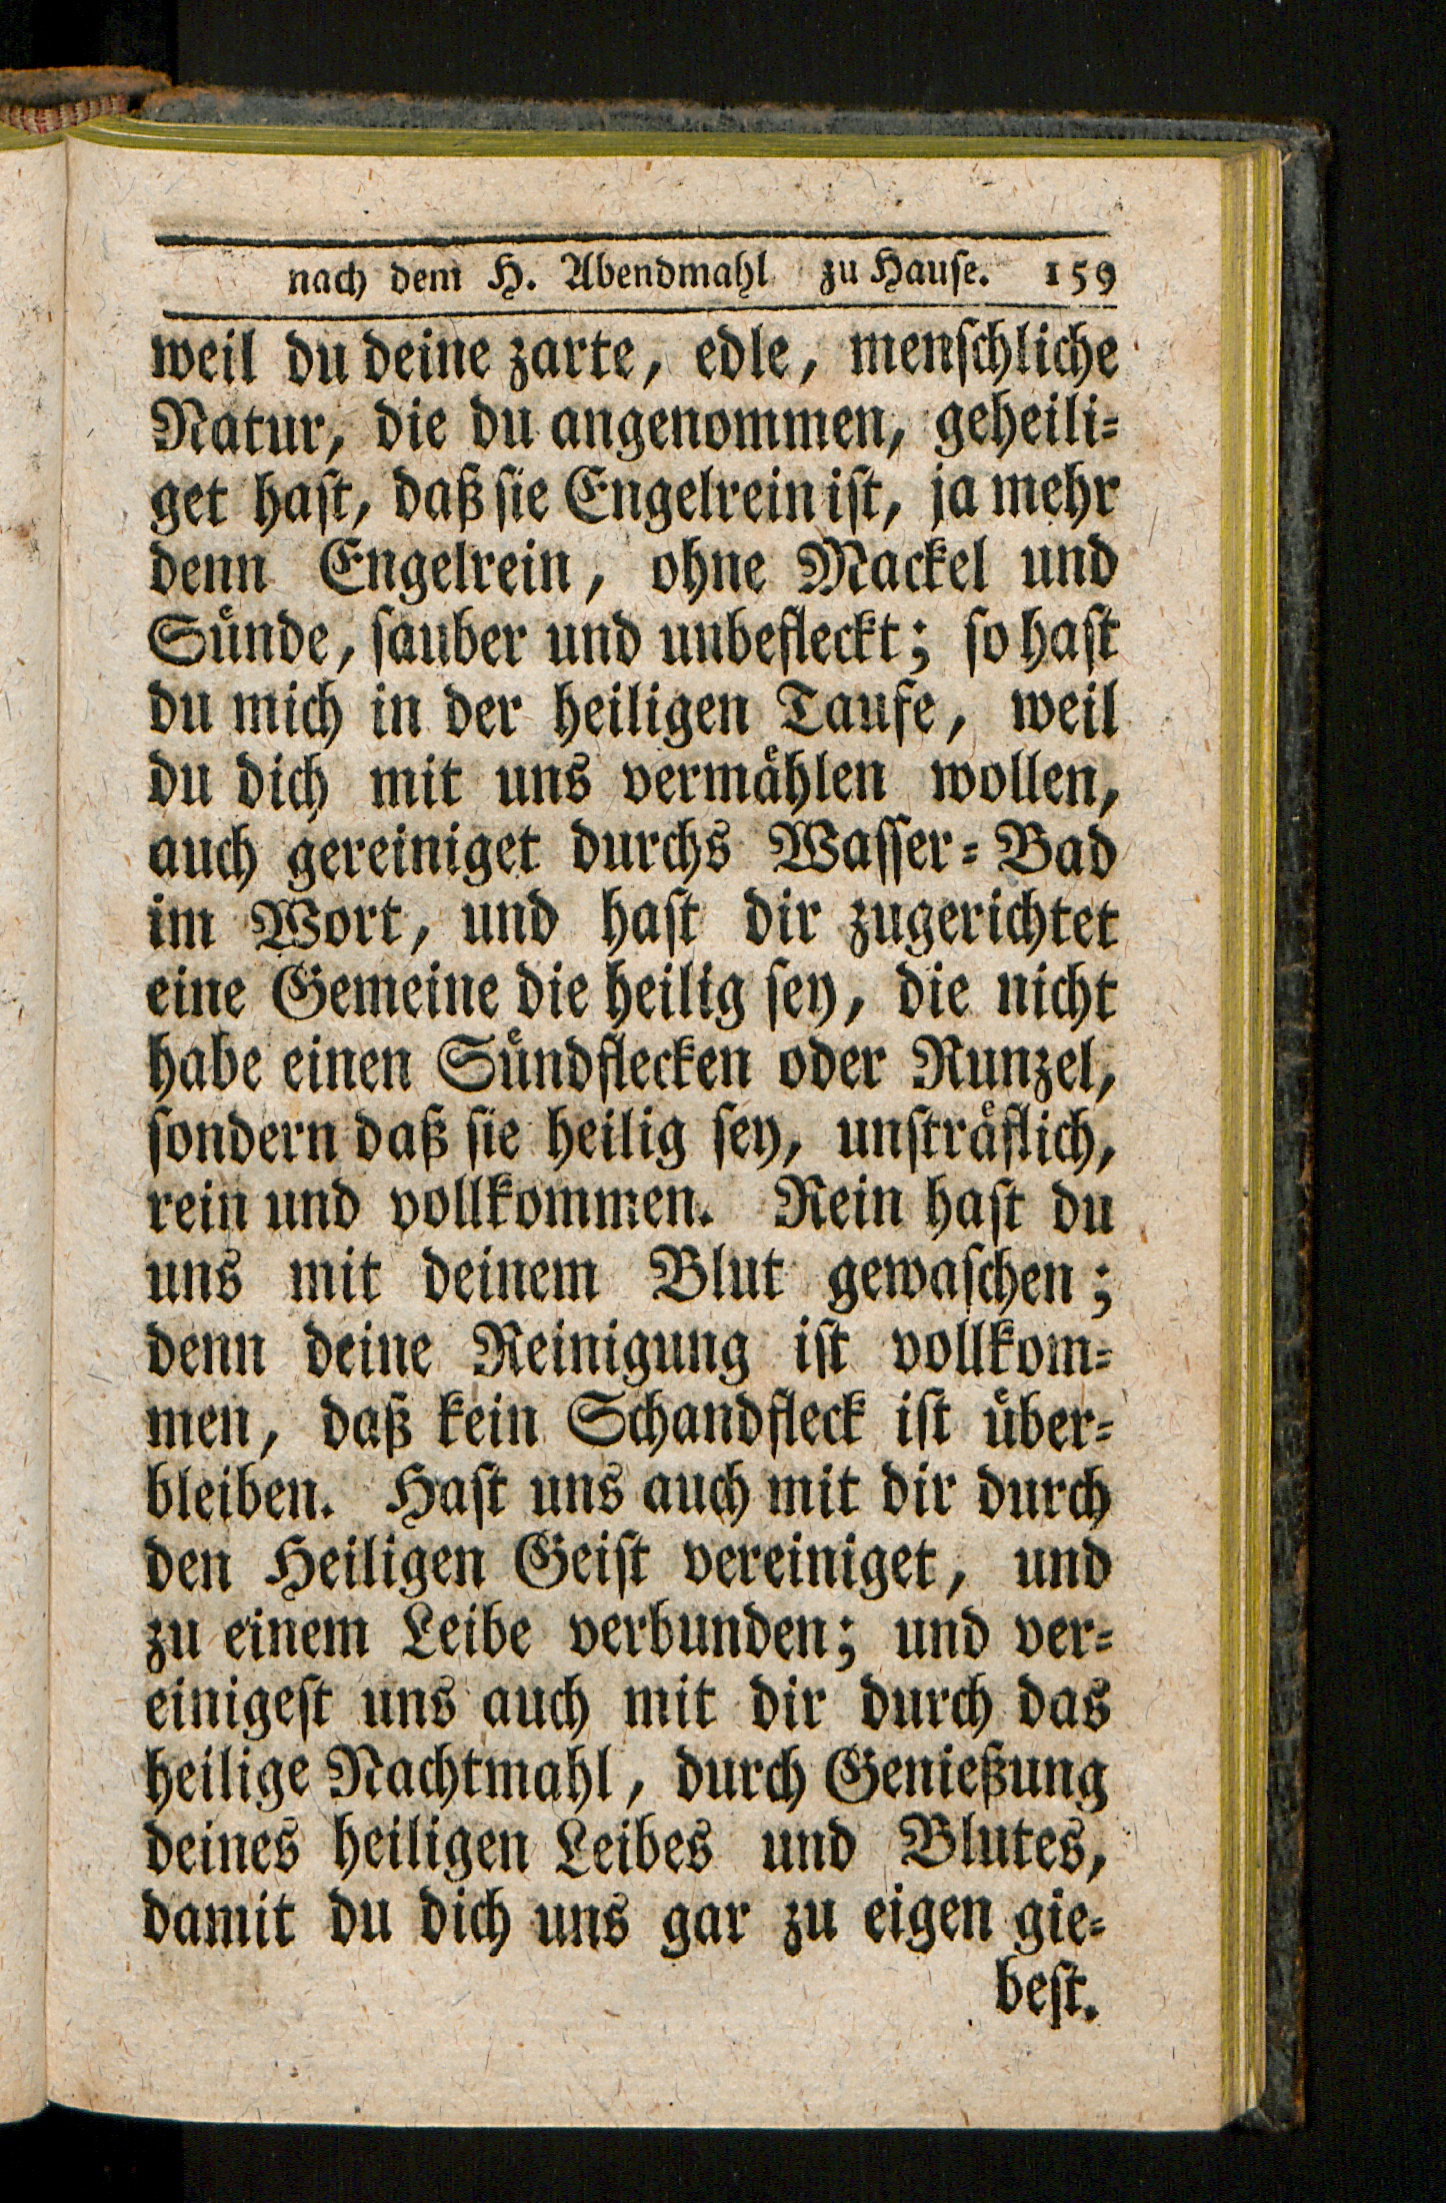 nach dem H. Abendmahl zu Hause. 159
weil du deine zarte, edle, menschliche
Natur, die du angenommen, geheili=
get hast, daß sie Engelrein ist, ja mehr
denn Engelrein, ohne Mackel und
Sünde, sauber und unbefleckt; so hast
du mich in der heiligen Taufe, weil
du dich mit uns vermählen wollen,
auch gereiniget durchs Wasser=Bad
im Wort, und hast dir zugerichtet
eine Gemeine die heilig sey, die nicht
habe einen Sündflecken oder Runzel,
sondern daß sie heilig sey, unsträflich,
rein und vollkommen. Rein hast du
uns mit deinem Blut gewaschen;
denn deine Reinigung ist vollkom=
men, daß kein Schandfleck ist über=
bleiben. Hast uns auch mit dir durch
den Heiligen Geist vereiniget, und
zu einem Leibe verbunden; und ver=
einigest uns auch mit dir durch das
heilige Nachtmahl, durch Genießung
deines heiligen Leibes und Blutes,
damit du dich uns gar zu eigen gie=
best.